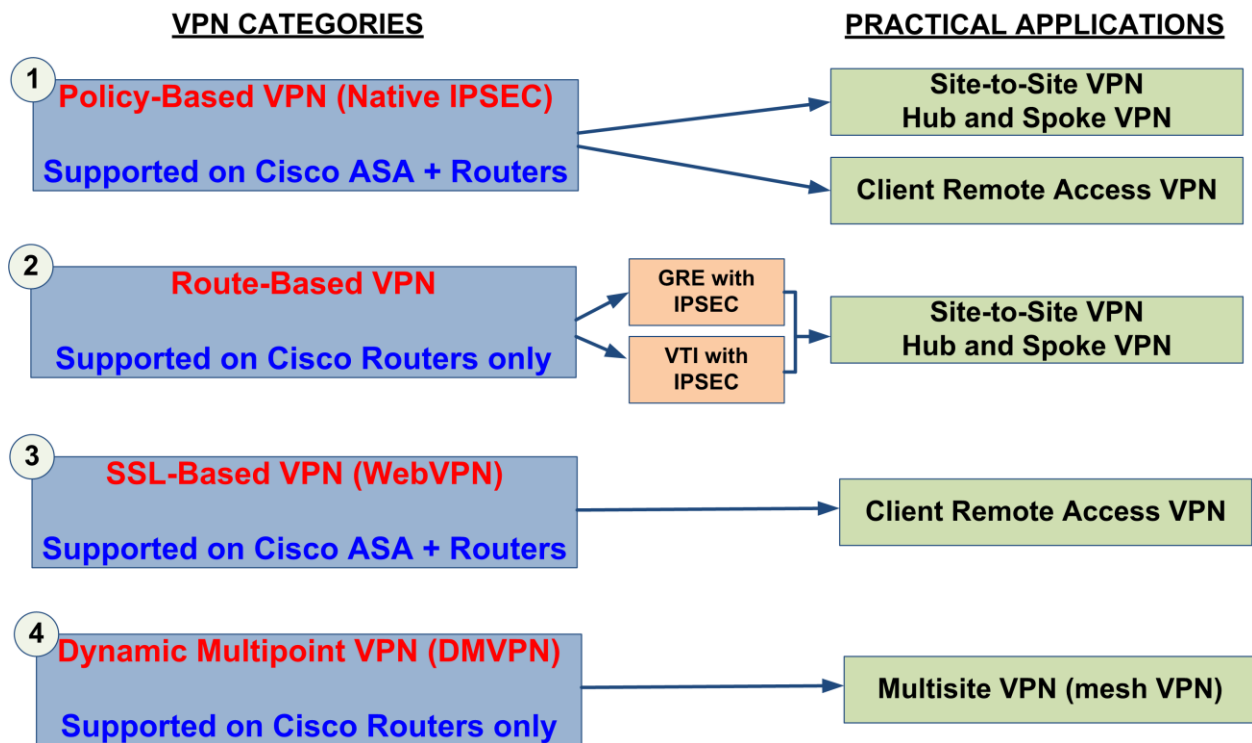 VPN CATEGORIES
PRACTICAL APPLICATIONS
1
Policy-Based VPN (Native IPSEC)
Supported on Cisco ASA + Routers
Site-to-Site VPN
Hub and Spoke VPN
Client Remote Access VPN
2
Route-Based VPN
Supported on Cisco Routers only
GRE with
IPSEC
VTI with
IPSEC
Site-to-Site VPN
Hub and Spoke VPN
3
SSL-Based VPN (WebVPN)
Supported on Cisco ASA + Routers
Client Remote Access VPN
4
Dynamic Multipoint VPN (DMVPN)
Supported on Cisco Routers only
Multisite VPN (mesh VPN)